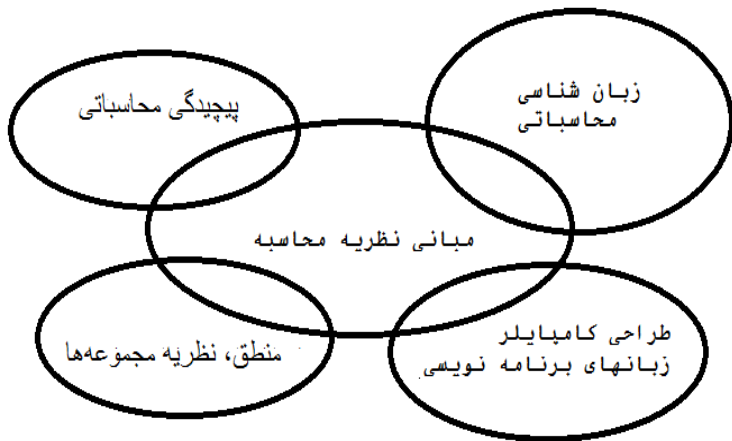 زبان شناسی
محاسباتی
پیچیدگی محاسباتی
مبانی نظریه محاسبه
طراحی کامپایلر
زبانهای برنامه نویسی
منطق، نظریه مجموعه‌ها